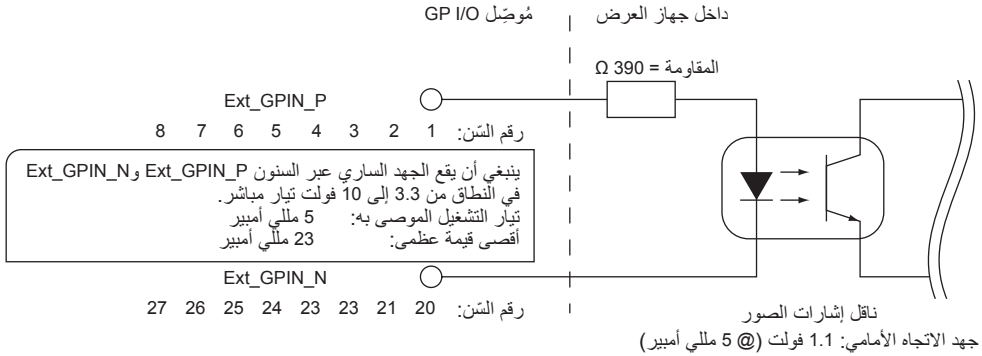 داخل جهاز العرض
مُوصِّل GP I/O
المقاومة = 390 Ω
Ext_GPIN_P
رقم السّن: 1 2 3 4 5 6 7 8
ينبغي أن يقع الجهد الساري عبر السنون Ext_GPIN_P وExt_GPIN_N
في النطاق من 3.3 إلى 10 فولت تيار مباشر.
تيار التشغيل الموصى به: 5 مللي أمبير
أقصى قيمة عظمى: 23 مللي أمبير
Ext_GPIN_N
رقم السّن: 20 21 23 23 24 25 26 27
ناقل إشارات الصور
جهد الاتجاه الأمامي: 1.1 فولت (@ 5 مللي أمبير)